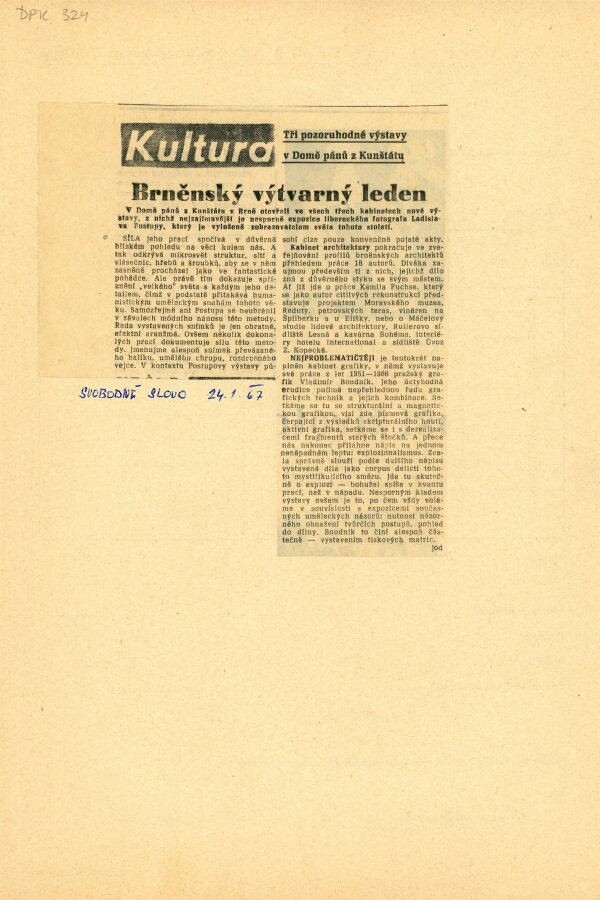 DPK 324
Kultura
Tři pozoruhodné výstavy
v Domě pánů z Kunštátu
Brněnský výtvarný leden
V Domě pánů z Kunštátu v Brně otevřeli ve všech třech kabinetech nové vý-
stavy, z nichž nejzajímavější je nesporně expozice libereckého fotografa Ladisla-
va Postupy, který je vyloženě zobrazovatelem světa tohoto století.
SÍLA jeho prací spočívá v důvěrně
blízkém pohledu na věci kolem nás. A
tak odkrývá mikrosvět struktur, sítí a
vlásečnic, hřebů a šroubků, aby se v něm
zasněně procházel jako ve fantastické
pohádce. Ale právě tím dokazuje spří-
znění „velkého" světa s každým jeho de-
tailem, čímž v podstatě přitakává huma-
nistickým uměleckým snahám tohoto vě-
ku. Samozřejmě ani Postupa se neubrání
v závalech módního nánosu této metody.
Řada vystavených snímků je jen obratné,
efektní aranžmá. Ovšem několik dokona-
lých prací dokumentuje sílu této meto-
dy. Jmenujme alespoň snímek převázané-
ho balíku, umělého chrupu, rozdrceného
vejce. V kontextu Postupovy výstavy pů-
sobí cize pouze konvenčně pojaté akty.
Kabinet architektury pokračuje ve zve-
řejňování profilů brněnských architektů
přehledem práce 16 autorů. Diváka za-
ujmou především ti z nich, jejichž dílo
zná z důvěrného styku se svým městem.
Ať již jde o práce Kamila Fuchse, který
se jako autor citlivých rekonstrukcí před-
stavuje projektem Moravského muzea,
Reduty, petrovských teras, vináren na
Špilberku a u Elišky, nebo o Máčelovy
studie lidové architektury, Rullerovo sí-
dliště Lesná a kavárna Bohéma, interié-
ry hotelu International a sídliště Úvoz
Z. Kopecké.
NEJPROBLEMATIČTĚJI je tentokrát na-
plněn kabinet grafiky, v němž vystavuje
své práce z let 1951—1966 pražský gra-
fik Vladimír Boudník. Jeho úctyhodná
erudice pojímá nepřehlednou řadu grafi-
ckých technik a jejich kombinace. Setká-
me se tu se strukturální a magnetic-
kou grafikou, visí zde písmová grafika,
čerpající z výsledků skripturálního hnutí,
aktivní grafika, setkáme se i s derealiza-
cemi fragmentů starých štočků. A přece
nás nakonec přitáhne nápis na jednom
nenápadném leptu: explozionalismus. Zce-
la správně slouží podle dalšího nápisu
vystavená díla jako corpus delicti toho-
to mystifikujícího směru. Jde tu skuteč-
ně o explozi — bohužel spíše v kvantu
prací, než v nápadu. Nesporným kladem
výstavy ovšem je to, po čem vždy volá-
me v souvislosti s expozicemi součas-
ných uměleckých názorů: nutnost názor-
ného obnažení tvůrčích postupů, pohled
do dílny. Boudník to činí alespoň čás-
tečně — vystavením tiskových matric.
jod
SVOBODNÉ SLOVO 24. 1. 67